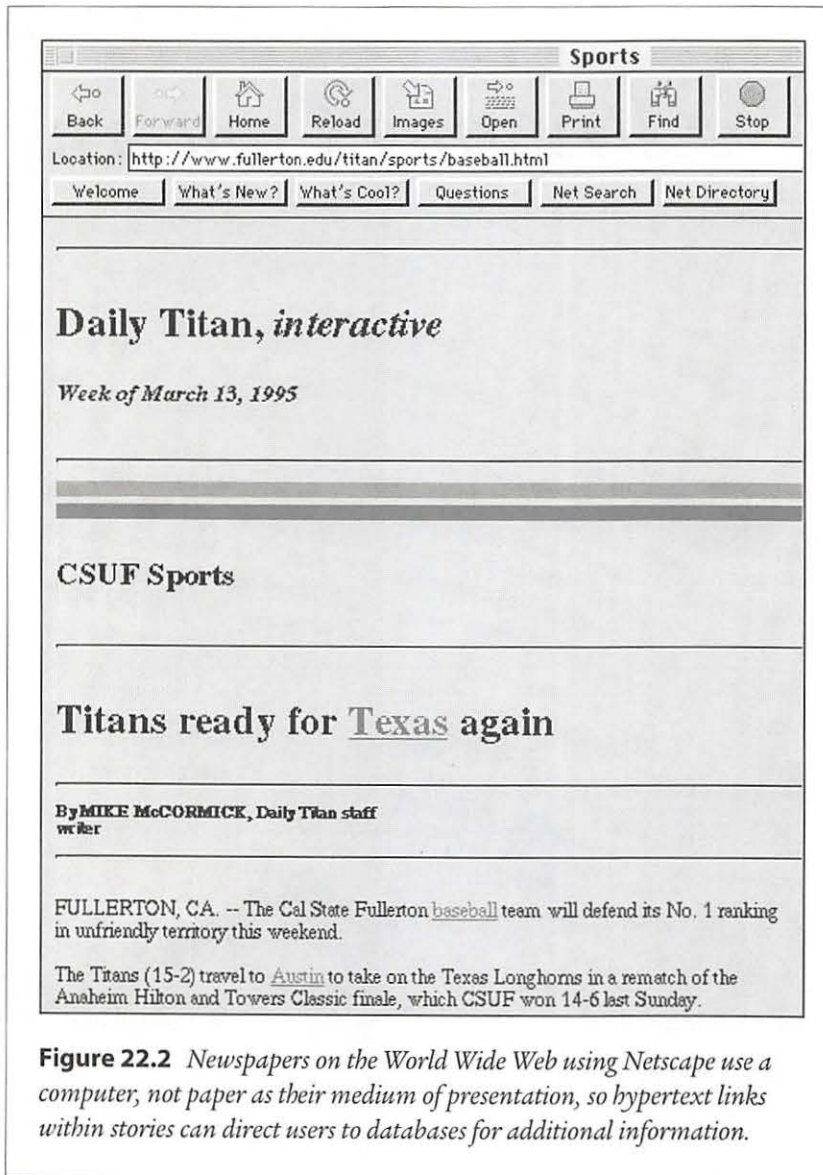 Sports
Back Forward Home Reload Images Open Print Find Stop
Location: http://www.fullerton.edu/titan/sports/baseball.html
Welcome What's New? What's Cool? Questions Net Search Net Directory
Daily Titan, interactive
Week of March 13, 1995
CSUF Sports
Titans ready for Texas again
By MIKE McCORMICK, Daily Titan staff
writer
FULLERTON, CA. -- The Cal State Fullerton baseball team will defend its No. 1 ranking
in unfriendly territory this weekend.
The Titans (15-2) travel to Austin to take on the Texas Longhorns in a rematch of the
Anaheim Hilton and Towers Classic finale, which CSUF won 14-6 last Sunday.
Figure 22.2 Newspapers on the World Wide Web using Netscape use a
computer, not paper as their medium of presentation, so hypertext links
within stories can direct users to databases for additional information.